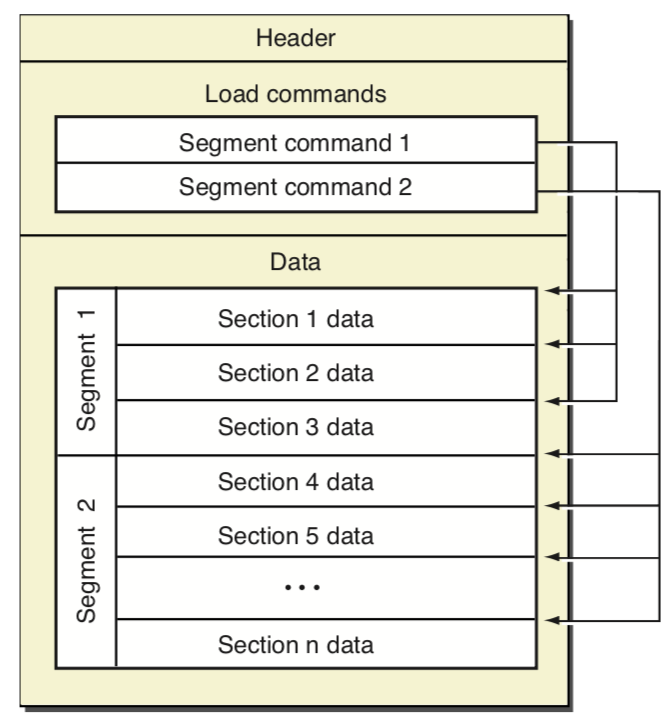 Header
Load commands
Segment command 1
Segment command 2
Data
Segment 1
Section 1 data
Section 2 data
Section 3 data
Segment 2
Section 4 data
Section 5 data
...
Section n data